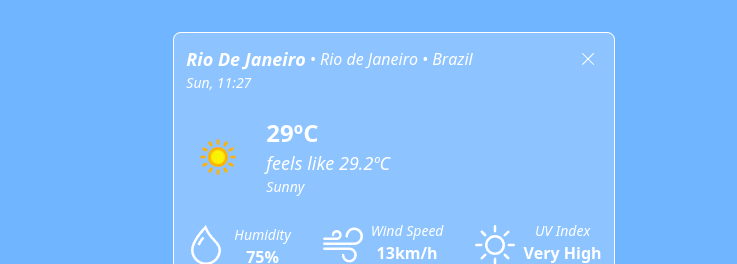 Rio De Janeiro • Rio de Janeiro • Brazil
Sun, 11:27
29ºC
feels like 29.2ºC
Sunny
Humidity
75%
Wind Speed
13km/h
UV Index
Very High